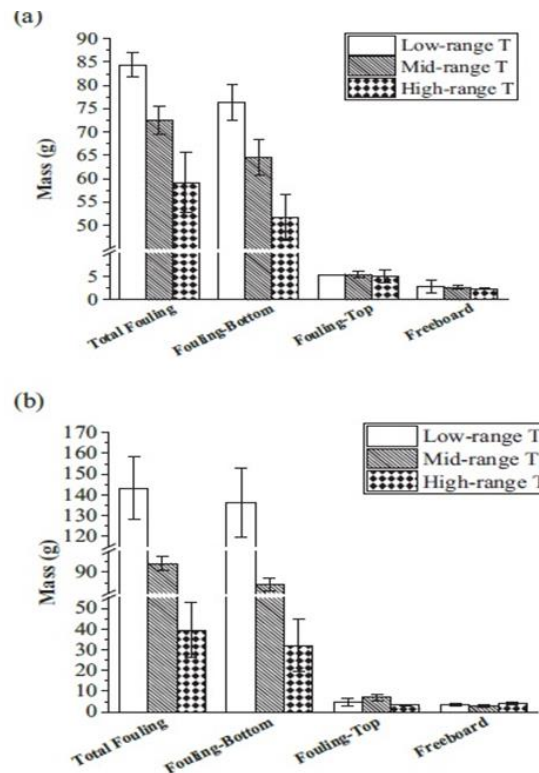 (a)
Low-range T
Mid-range T
High-range T
Mass (g)
90
85
80
75
70
65
60
55
50
5
0
Total Fouling
Fouling-Bottom
Fouling-Top
Freeboard
(b)
Low-range T
Mid-range T
High-range T
Mass (g)
170
160
150
140
130
120
110
90
50
40
30
20
10
0
Total Fouling
Fouling-Bottom
Fouling-Top
Freeboard